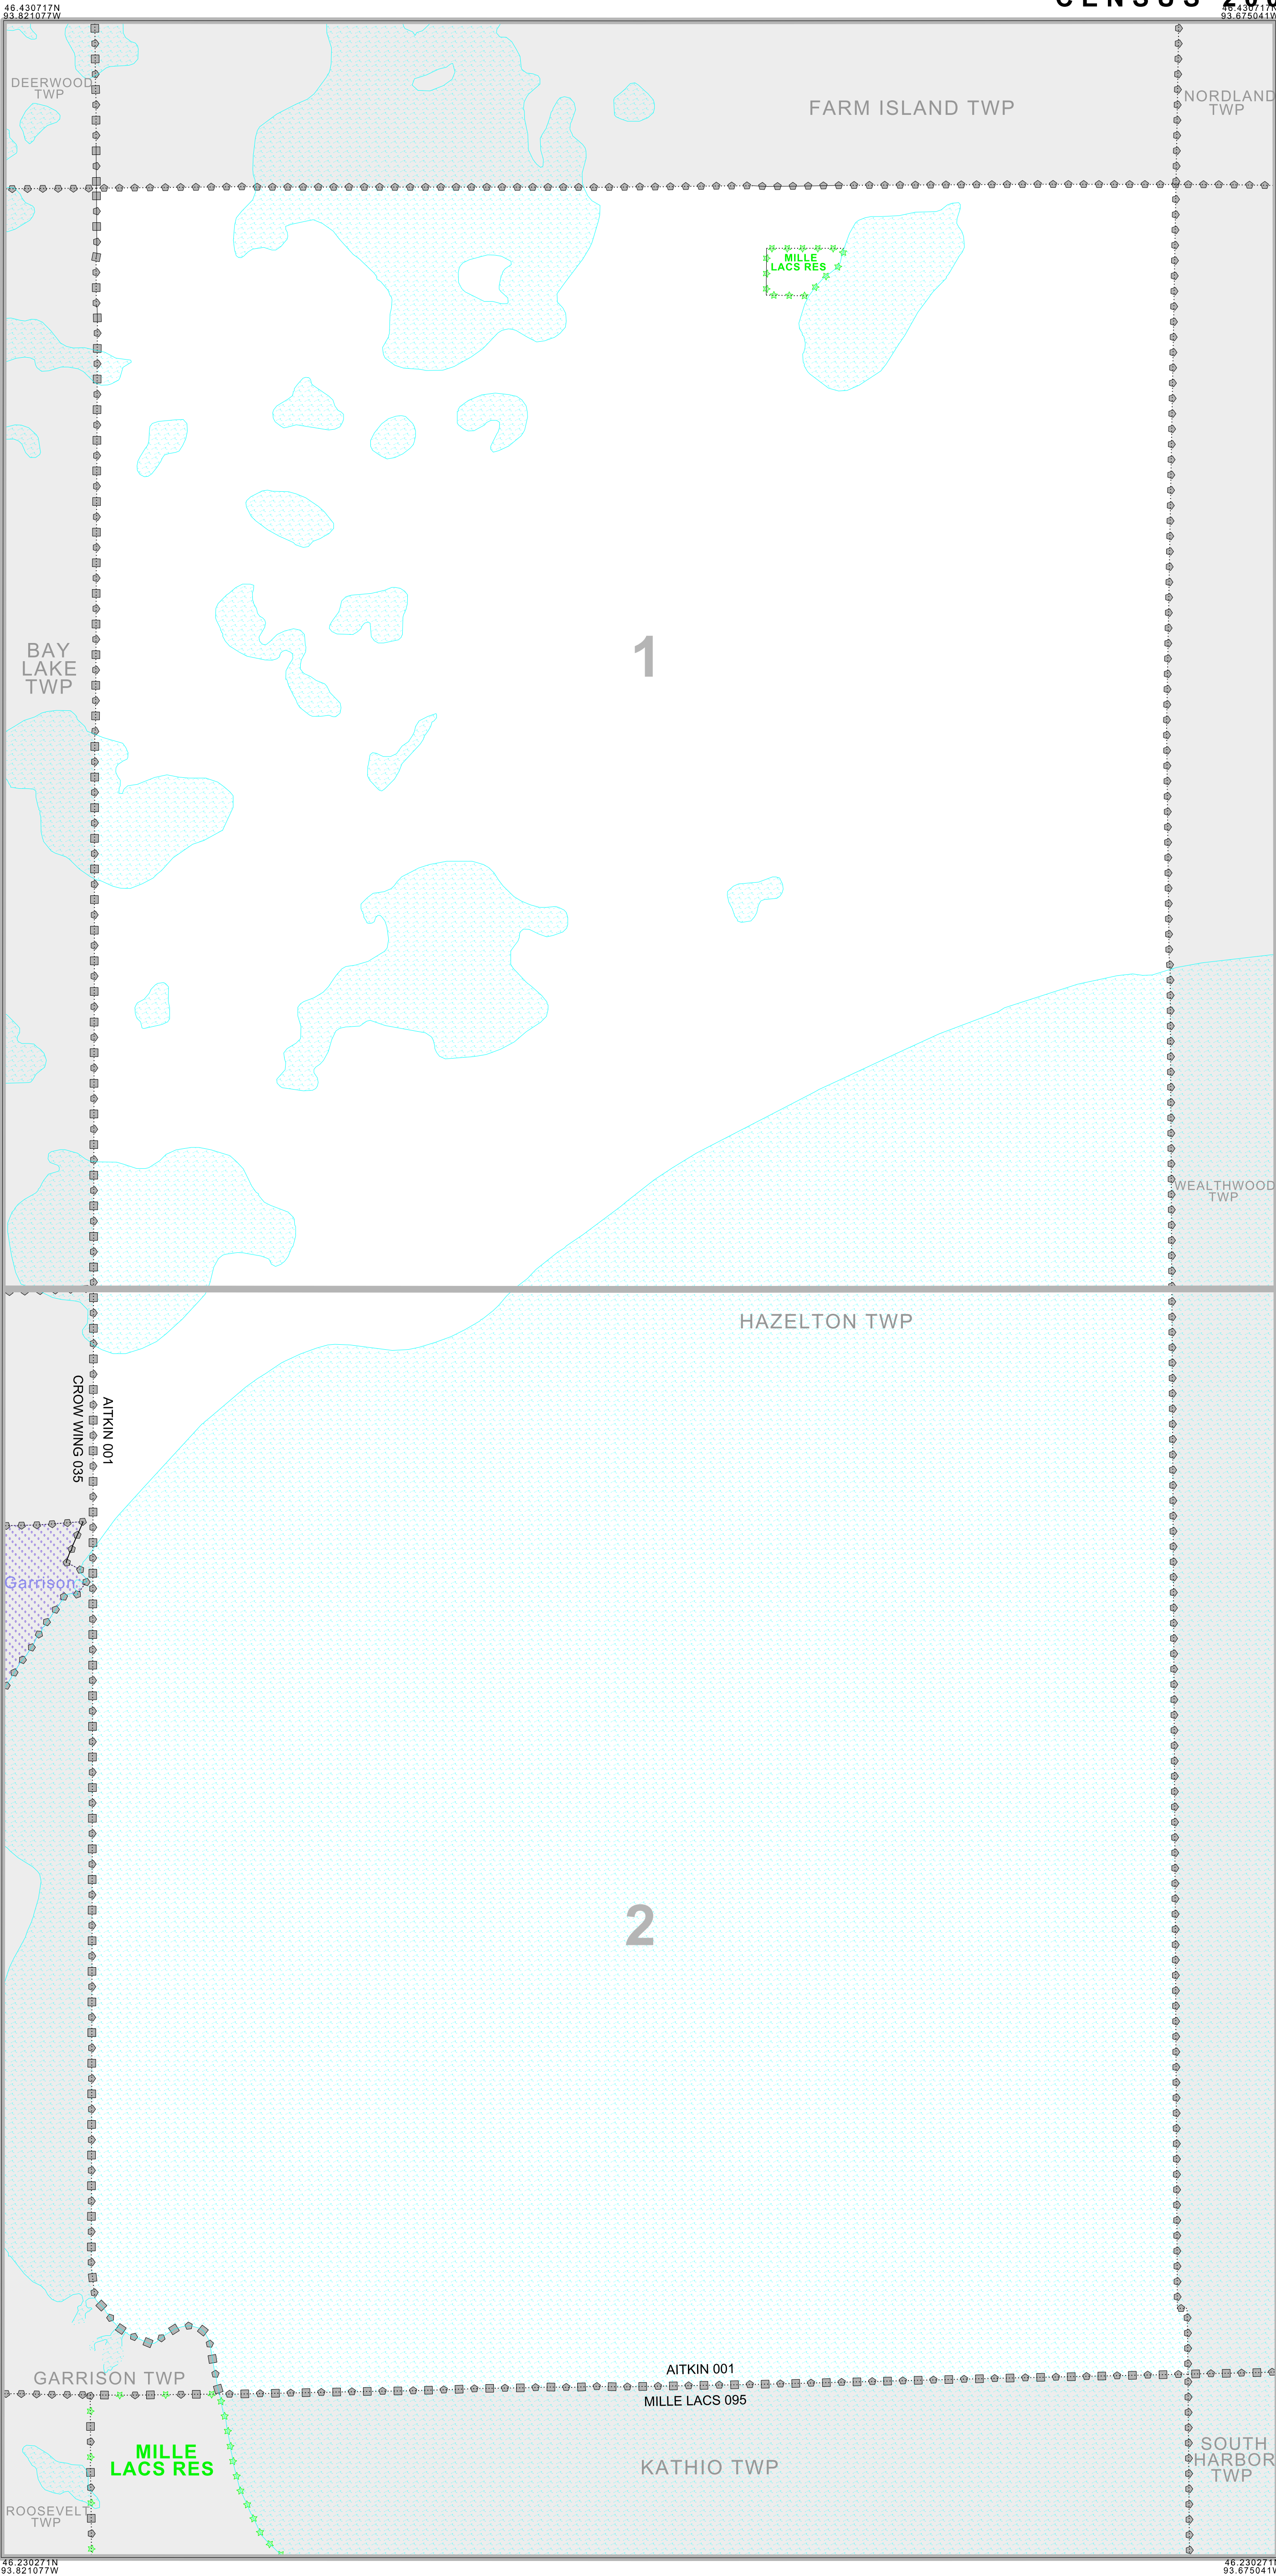 CENSUS 200
46.430717N
93.821077W
46.430717N
93.675041W
DEERWOOD
TWP
FARM ISLAND TWP
NORDLAND
TWP
MILLE
LACS RES
1
BAY
LAKE
TWP
WEALTHWOOD
TWP
HAZELTON TWP
CROW WING 035
AITKIN 001
Garrison
2
GARRISON TWP
AITKIN 001
MILLE LACS 095
MILLE
LACS RES
KATHIO TWP
SOUTH
HARBOR
TWP
ROOSEVELT
TWP
46.230271N
93.821077W
46.230271N
93.675041W